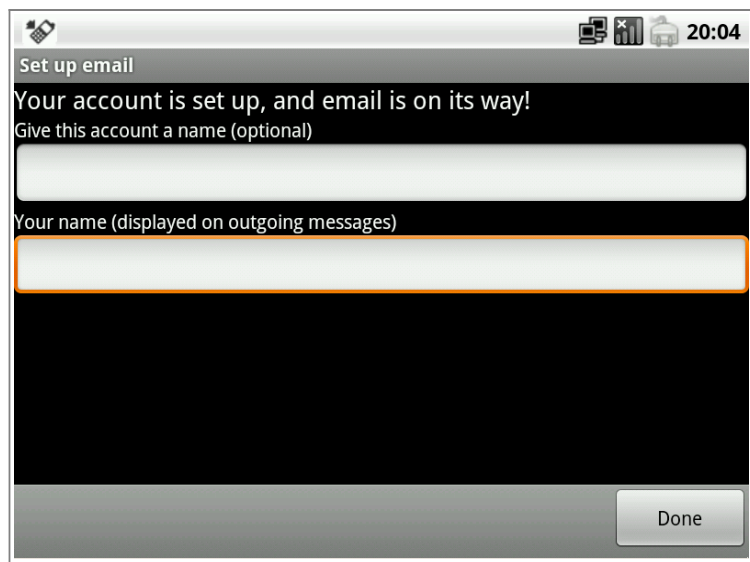 20:04
Set up email
Your account is set up, and email is on its way!
Give this account a name (optional)
Your name (displayed on outgoing messages)
Done